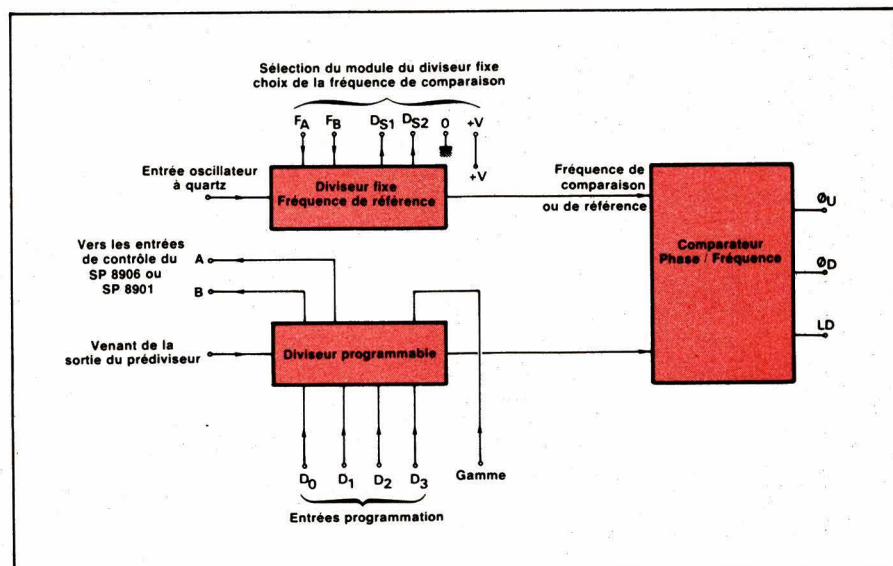 Sélection du module du diviseur fixe
choix de la fréquence de comparaison
FA FB DS1 DS2 0 +V
+V
Entrée oscillateur
à quartz
Diviseur fixe
Fréquence de référence
Fréquence de
comparaison
ou de référence
Comparateur
Phase / Fréquence
ØU
ØD
LD
Vers les entrées
de contrôle du
SP 8906 ou
SP 8901
A
B
Venant de la
sortie du prédiviseur
Diviseur programmable
D0 D1 D2 D3
Gamme
Entrées programmation